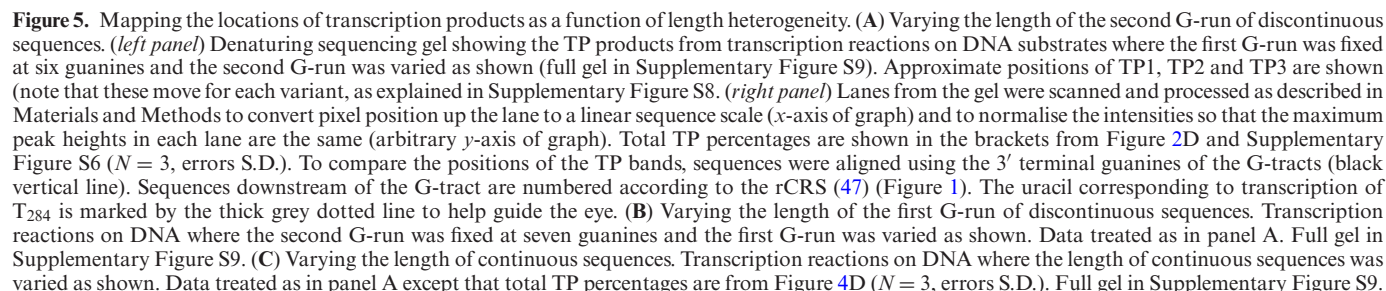 Figure 5. Mapping the locations of transcription products as a function of length heterogeneity. (A) Varying the length of the second G-run of discontinuous
sequences. (left panel) Denaturing sequencing gel showing the TP products from transcription reactions on DNA substrates where the first G-run was fixed
at six guanines and the second G-run was varied as shown (full gel in Supplementary Figure S9). Approximate positions of TP1, TP2 and TP3 are shown
(note that these move for each variant, as explained in Supplementary Figure S8. (right panel) Lanes from the gel were scanned and processed as described in
Materials and Methods to convert pixel position up the lane to a linear sequence scale (x-axis of graph) and to normalise the intensities so that the maximum
peak heights in each lane are the same (arbitrary y-axis of graph). Total TP percentages are shown in the brackets from Figure 2D and Supplementary
Figure S6 (N = 3, errors S.D.). To compare the positions of the TP bands, sequences were aligned using the 3′ terminal guanines of the G-tracts (black
vertical line). Sequences downstream of the G-tract are numbered according to the rCRS (47) (Figure 1). The uracil corresponding to transcription of
T284 is marked by the thick grey dotted line to help guide the eye. (B) Varying the length of the first G-run of discontinuous sequences. Transcription
reactions on DNA where the second G-run was fixed at seven guanines and the first G-run was varied as shown. Data treated as in panel A. Full gel in
Supplementary Figure S9. (C) Varying the length of continuous sequences. Transcription reactions on DNA where the length of continuous sequences was
varied as shown. Data treated as in panel A except that total TP percentages are from Figure 4D (N = 3, errors S.D.). Full gel in Supplementary Figure S9.